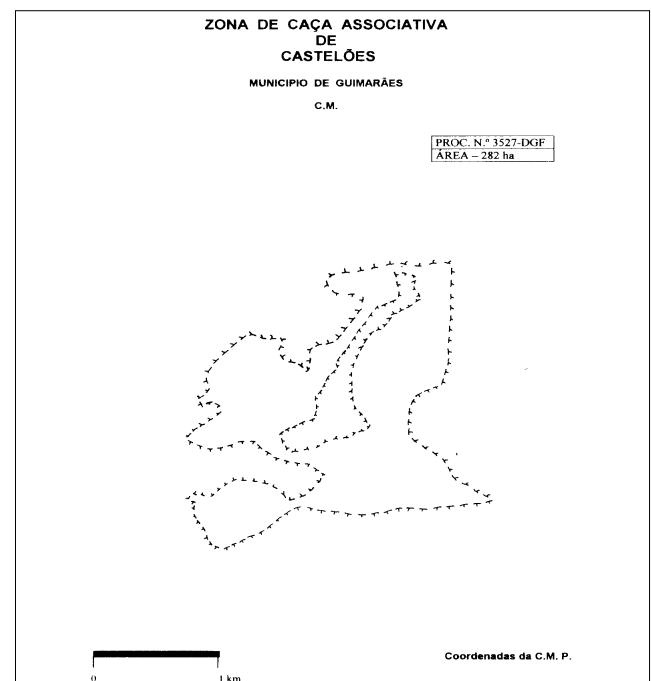 ZONA DE CAÇA ASSOCIATIVA
DE
CASTELÕES
MUNICIPIO DE GUIMARÃES
C.M.
PROC. N.º 3527-DGF
ÁREA – 282 ha
Coordenadas da C. M. P.
0 1 km